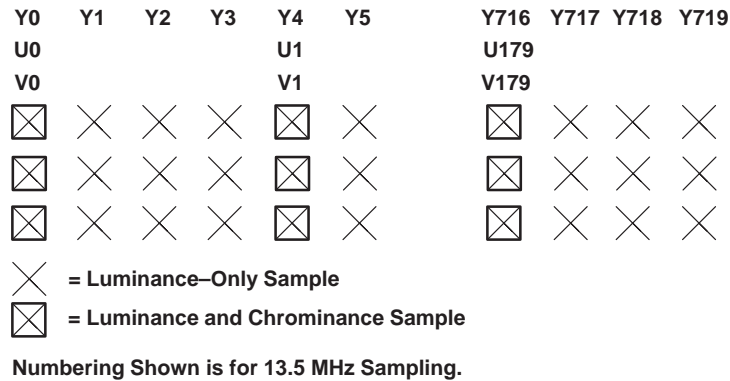 Y0 Y1 Y2 Y3 Y4 Y5 Y716 Y717 Y718 Y719
U0 U1 U179
V0 V1 V179
= Luminance–Only Sample
= Luminance and Chrominance Sample
Numbering Shown is for 13.5 MHz Sampling.